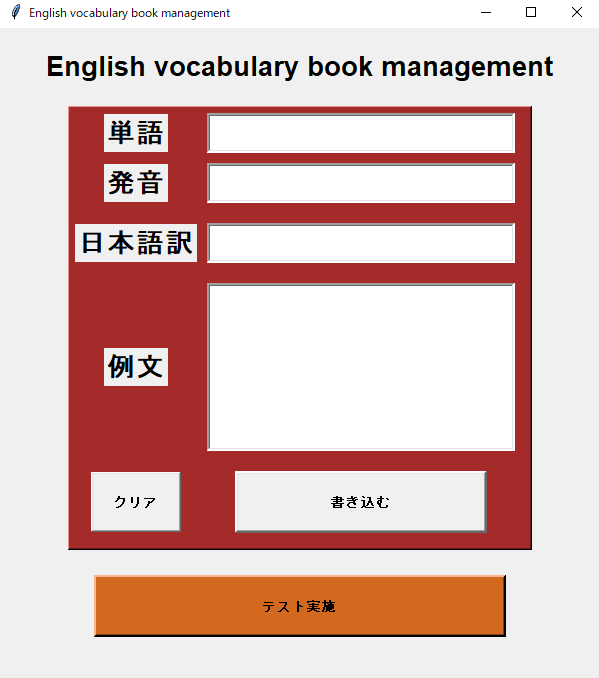 English vocabulary book management
English vocabulary book management
単語
発音
日本語訳
例文
クリア
書き込む
テスト実施